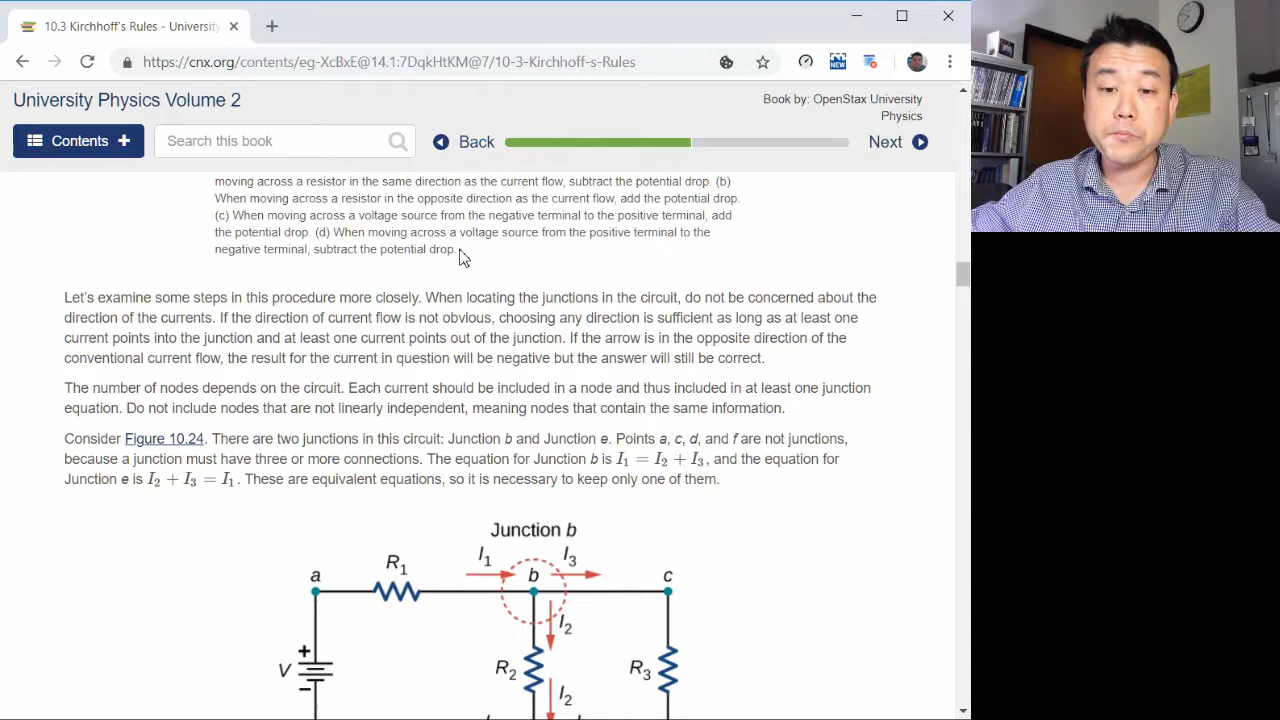 10.3 Kirchhoff's Rules - University
https://cnx.org/contents/eg-XcBxE@14.1:7DqkHtKM@7/10-3-Kirchhoff-s-Rules
NEW
University Physics Volume 2
Book by: OpenStax University
Physics
Contents +
Search this book
Back
Next
moving across a resistor in the same direction as the current flow, subtract the potential drop. (b)
When moving across a resistor in the opposite direction as the current flow, add the potential drop.
(c) When moving across a voltage source from the negative terminal to the positive terminal, add
the potential drop. (d) When moving across a voltage source from the positive terminal to the
negative terminal, subtract the potential drop.
Let's examine some steps in this procedure more closely. When locating the junctions in the circuit, do not be concerned about the
direction of the currents. If the direction of current flow is not obvious, choosing any direction is sufficient as long as at least one
current points into the junction and at least one current points out of the junction. If the arrow is in the opposite direction of the
conventional current flow, the result for the current in question will be negative but the answer will still be correct.
The number of nodes depends on the circuit. Each current should be included in a node and thus included in at least one junction
equation. Do not include nodes that are not linearly independent, meaning nodes that contain the same information.
Consider Figure 10.24. There are two junctions in this circuit: Junction b and Junction e. Points a, c, d, and f are not junctions,
because a junction must have three or more connections. The equation for Junction b is I₁ = I₂ + I₃, and the equation for
Junction e is I₂ + I₃ = I₁. These are equivalent equations, so it is necessary to keep only one of them.
Junction b
R₁ I₁ I₃
a b c
I₂
+
V R₂ R₃
−
I₂